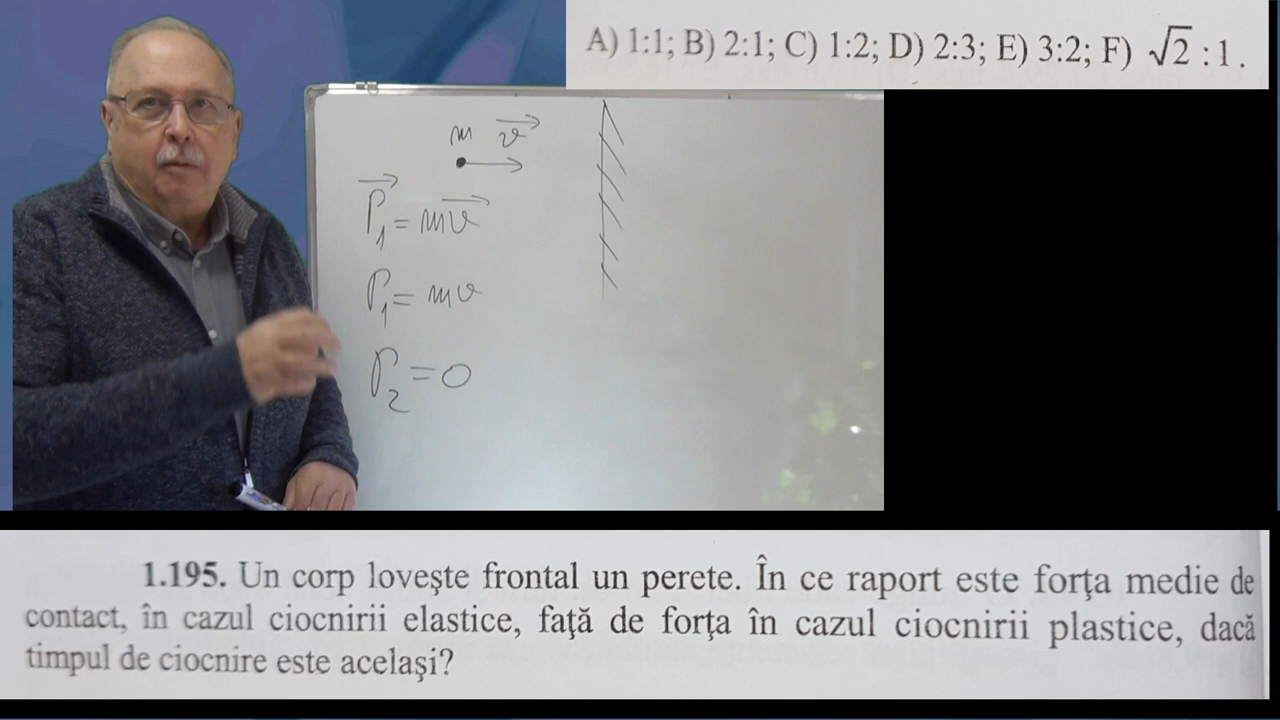 A) 1:1; B) 2:1; C) 1:2; D) 2:3; E) 3:2; F) √2 : 1.
m v⃗
P⃗₁ = mv⃗
P₁ = mv
P₂ = 0
1.195. Un corp loveşte frontal un perete. În ce raport este forţa medie de
contact, în cazul ciocnirii elastice, faţă de forţa în cazul ciocnirii plastice, dacă
timpul de ciocnire este acelaşi?